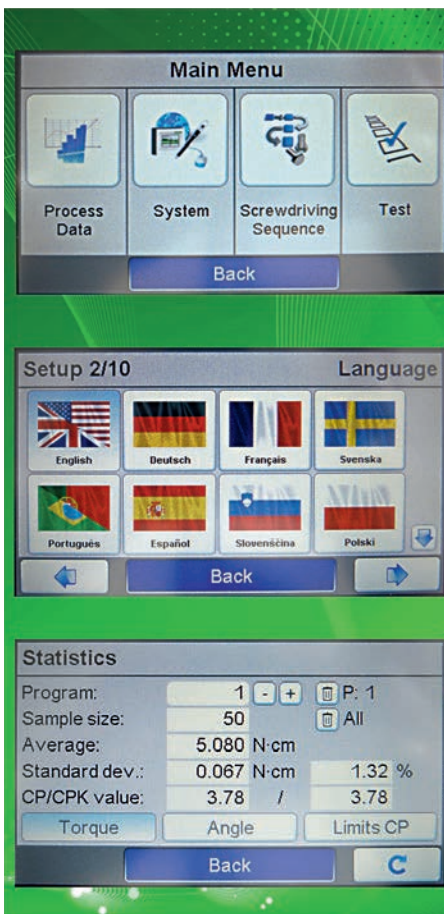 Main Menu
Process Data
System
Screwdriving Sequence
Test
Back
Setup 2/10 Language
English Deutsch Français Svenska
Português Español Slovenščina Polski
Back
Statistics
Program: 1 - + P: 1
Sample size: 50 All
Average: 5.080 N·cm
Standard dev.: 0.067 N·cm 1.32 %
CP/CPK value: 3.78 / 3.78
Torque Angle Limits CP
Back